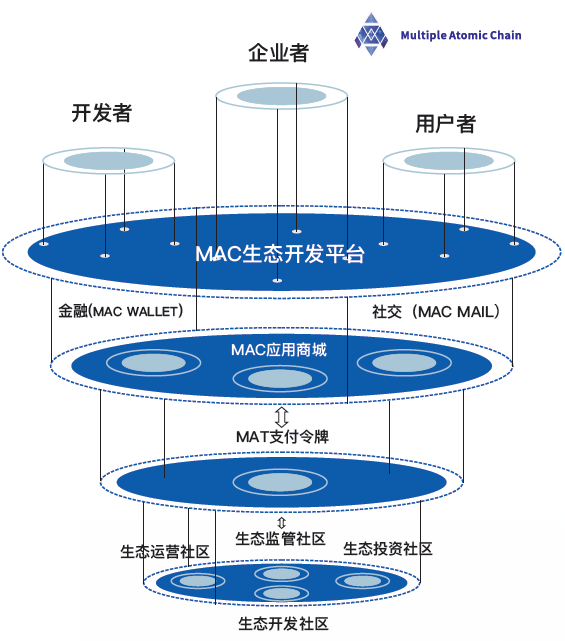 Multiple Atomic Chain
企业者
开发者
用户者
MAC生态开发平台
金融(MAC WALLET)
社交（MAC MAIL）
MAC应用商城
MAT支付令牌
生态监管社区
生态运营社区
生态投资社区
生态开发社区